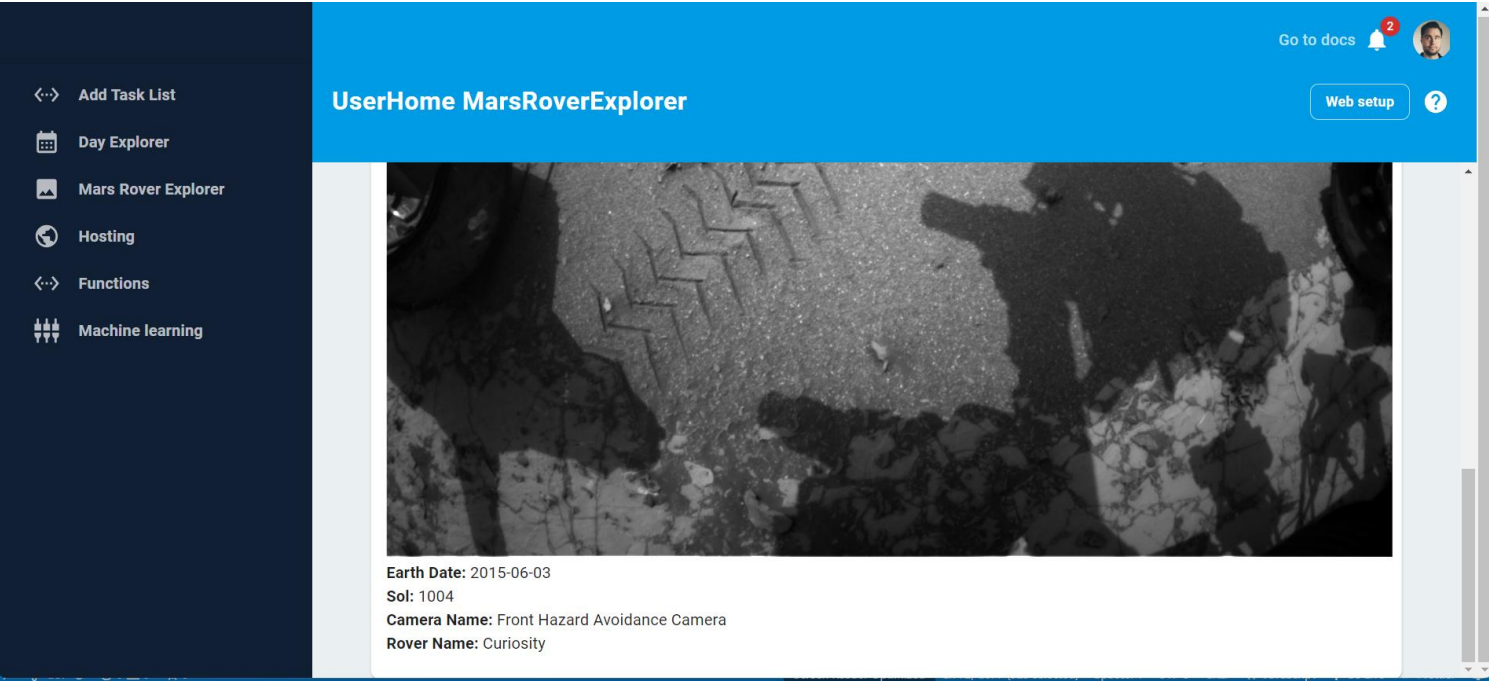 Go to docs
2
Add Task List
UserHome MarsRoverExplorer
Web setup
?
Day Explorer
Mars Rover Explorer
Hosting
Functions
Machine learning
Earth Date: 2015-06-03
Sol: 1004
Camera Name: Front Hazard Avoidance Camera
Rover Name: Curiosity